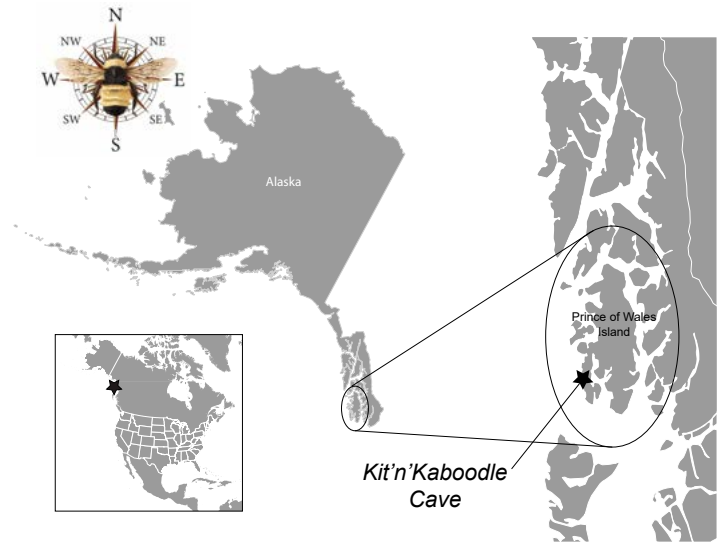 N
NW
NE
W
E
SW
SE
S
Alaska
Prince of Wales
Island
Kit'n'Kaboodle
Cave